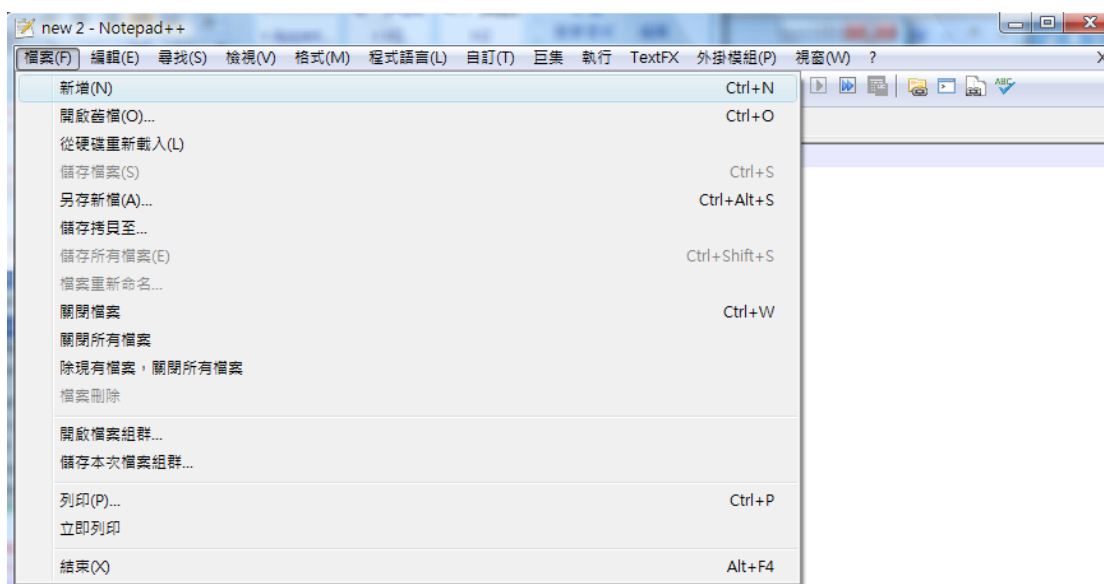 new 2 - Notepad++
檔案(F) 編輯(E) 尋找(S) 檢視(V) 格式(M) 程式語言(L) 自訂(T) 巨集 執行 TextFX 外掛模組(P) 視窗(W) ? X
新增(N) Ctrl+N
開啟舊檔(O)... Ctrl+O
從硬碟重新載入(L)
儲存檔案(S) Ctrl+S
另存新檔(A)... Ctrl+Alt+S
儲存拷貝至...
儲存所有檔案(E) Ctrl+Shift+S
檔案重新命名...
關閉檔案 Ctrl+W
關閉所有檔案
除現有檔案，關閉所有檔案
檔案刪除
開啟檔案組群...
儲存本次檔案組群...
列印(P)... Ctrl+P
立即列印
結束(X) Alt+F4
ABC